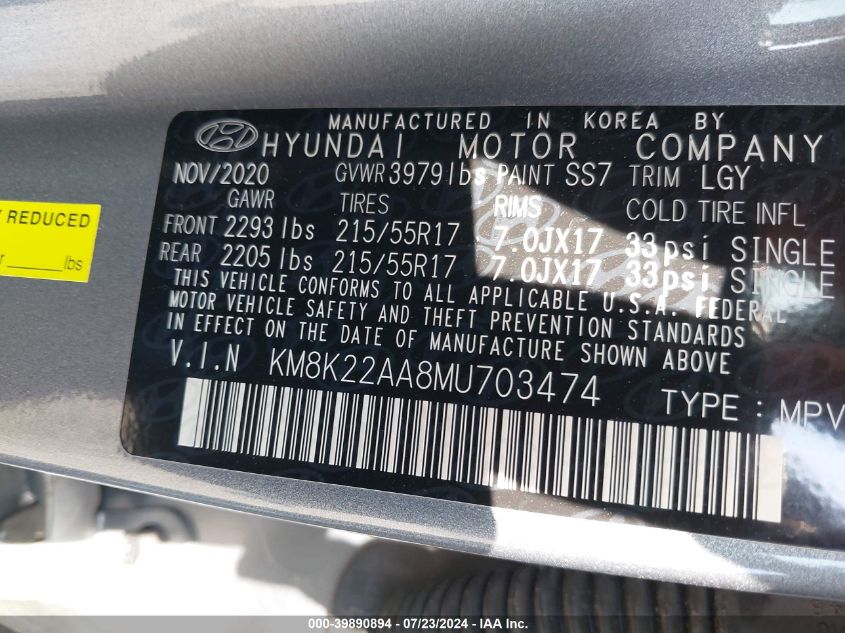 MANUFACTURED IN KOREA BY
HYUNDAI MOTOR COMPANY
NOV/2020 GVWR 3979 lbs PAINT SS7 TRIM LGY
GAWR TIRES RIMS COLD TIRE INFL
FRONT 2293 lbs 215/55R17 7.0JX17 33psi SINGLE
REAR 2205 lbs 215/55R17 7.0JX17 33psi SINGLE
THIS VEHICLE CONFORMS TO ALL APPLICABLE U.S.A. FEDERAL
MOTOR VEHICLE SAFETY AND THEFT PREVENTION STANDARDS
IN EFFECT ON THE DATE OF MANUFACTURE SHOWN ABOVE
V.I.N KM8K22AA8MU703474
TYPE : MPV
REDUCED
lbs
000-39890894 / 07/23/2024 / 0000